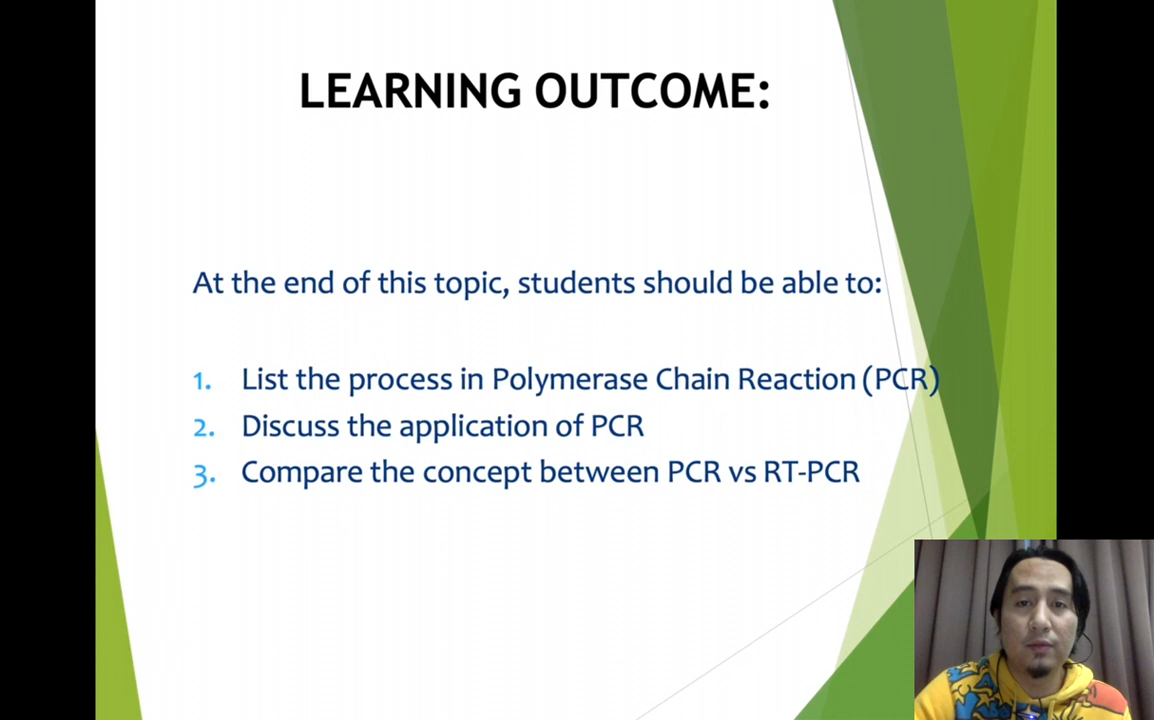 LEARNING OUTCOME:
At the end of this topic, students should be able to:
1. List the process in Polymerase Chain Reaction (PCR)
2. Discuss the application of PCR
3. Compare the concept between PCR vs RT-PCR